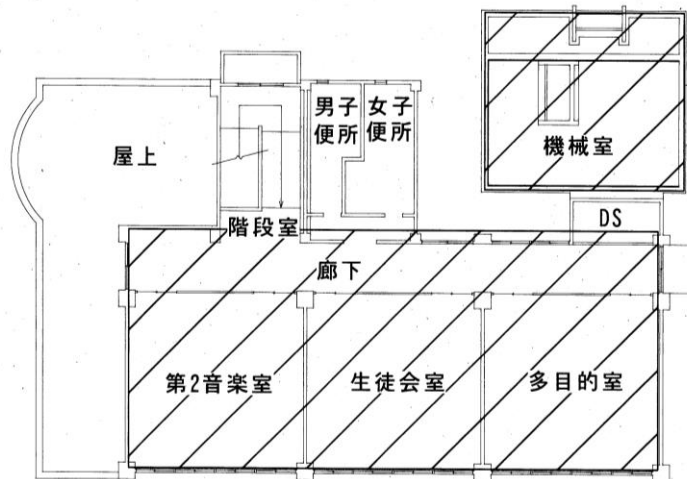 男子
便所
女子
便所
屋上
機械室
階段室
DS
廊下
第2音楽室
生徒会室
多目的室